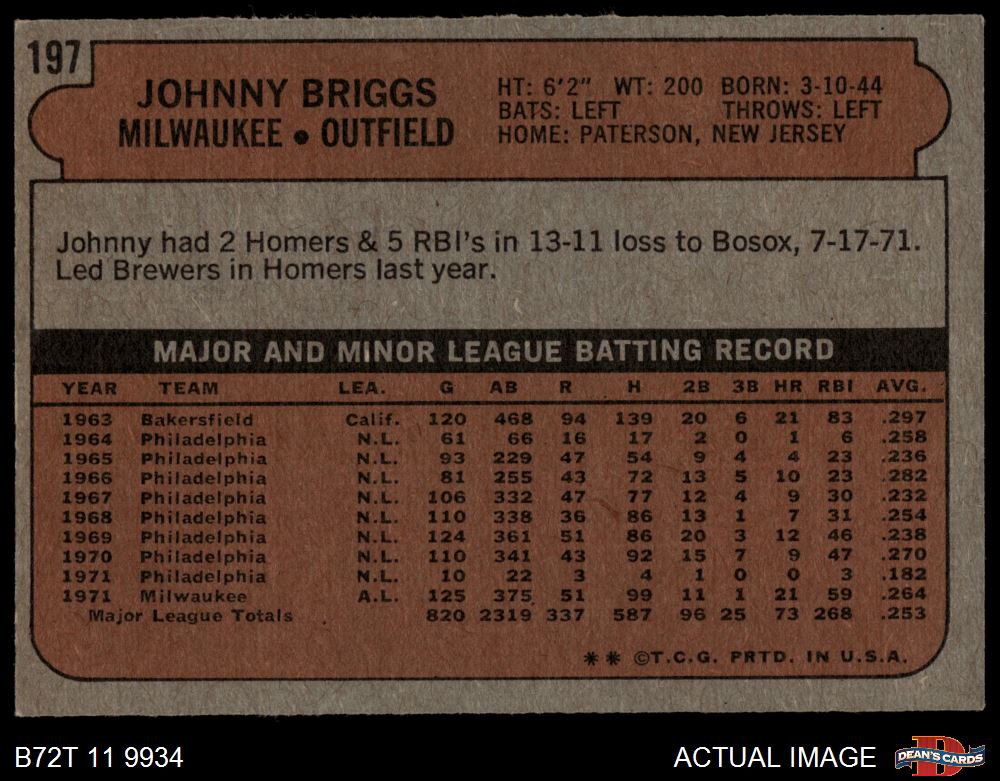 197
JOHNNY BRIGGS
MILWAUKEE • OUTFIELD
HT: 6'2" WT: 200 BORN: 3-10-44
BATS: LEFT THROWS: LEFT
HOME: PATERSON, NEW JERSEY
Johnny had 2 Homers & 5 RBI's in 13-11 loss to Bosox, 7-17-71.
Led Brewers in Homers last year.
MAJOR AND MINOR LEAGUE BATTING RECORD
YEAR TEAM LEA. G AB R H 2B 3B HR RBI AVG.
1963 Bakersfield Calif. 120 468 94 139 20 6 21 83 .297
1964 Philadelphia N.L. 61 66 16 17 2 0 1 6 .258
1965 Philadelphia N.L. 93 229 47 54 9 4 4 23 .236
1966 Philadelphia N.L. 81 255 43 72 13 5 10 23 .282
1967 Philadelphia N.L. 106 332 47 77 12 4 9 30 .232
1968 Philadelphia N.L. 110 338 36 86 13 1 7 31 .254
1969 Philadelphia N.L. 124 361 51 86 20 3 12 46 .238
1970 Philadelphia N.L. 110 341 43 92 15 7 9 47 .270
1971 Philadelphia N.L. 10 22 3 4 1 0 0 3 .182
1971 Milwaukee A.L. 125 375 51 99 11 1 21 59 .264
Major League Totals 820 2319 337 587 96 25 73 268 .253
** ©T.C.G. PRTD. IN U.S.A.
B72T 11 9934
ACTUAL IMAGE
D
DEAN'S CARDS